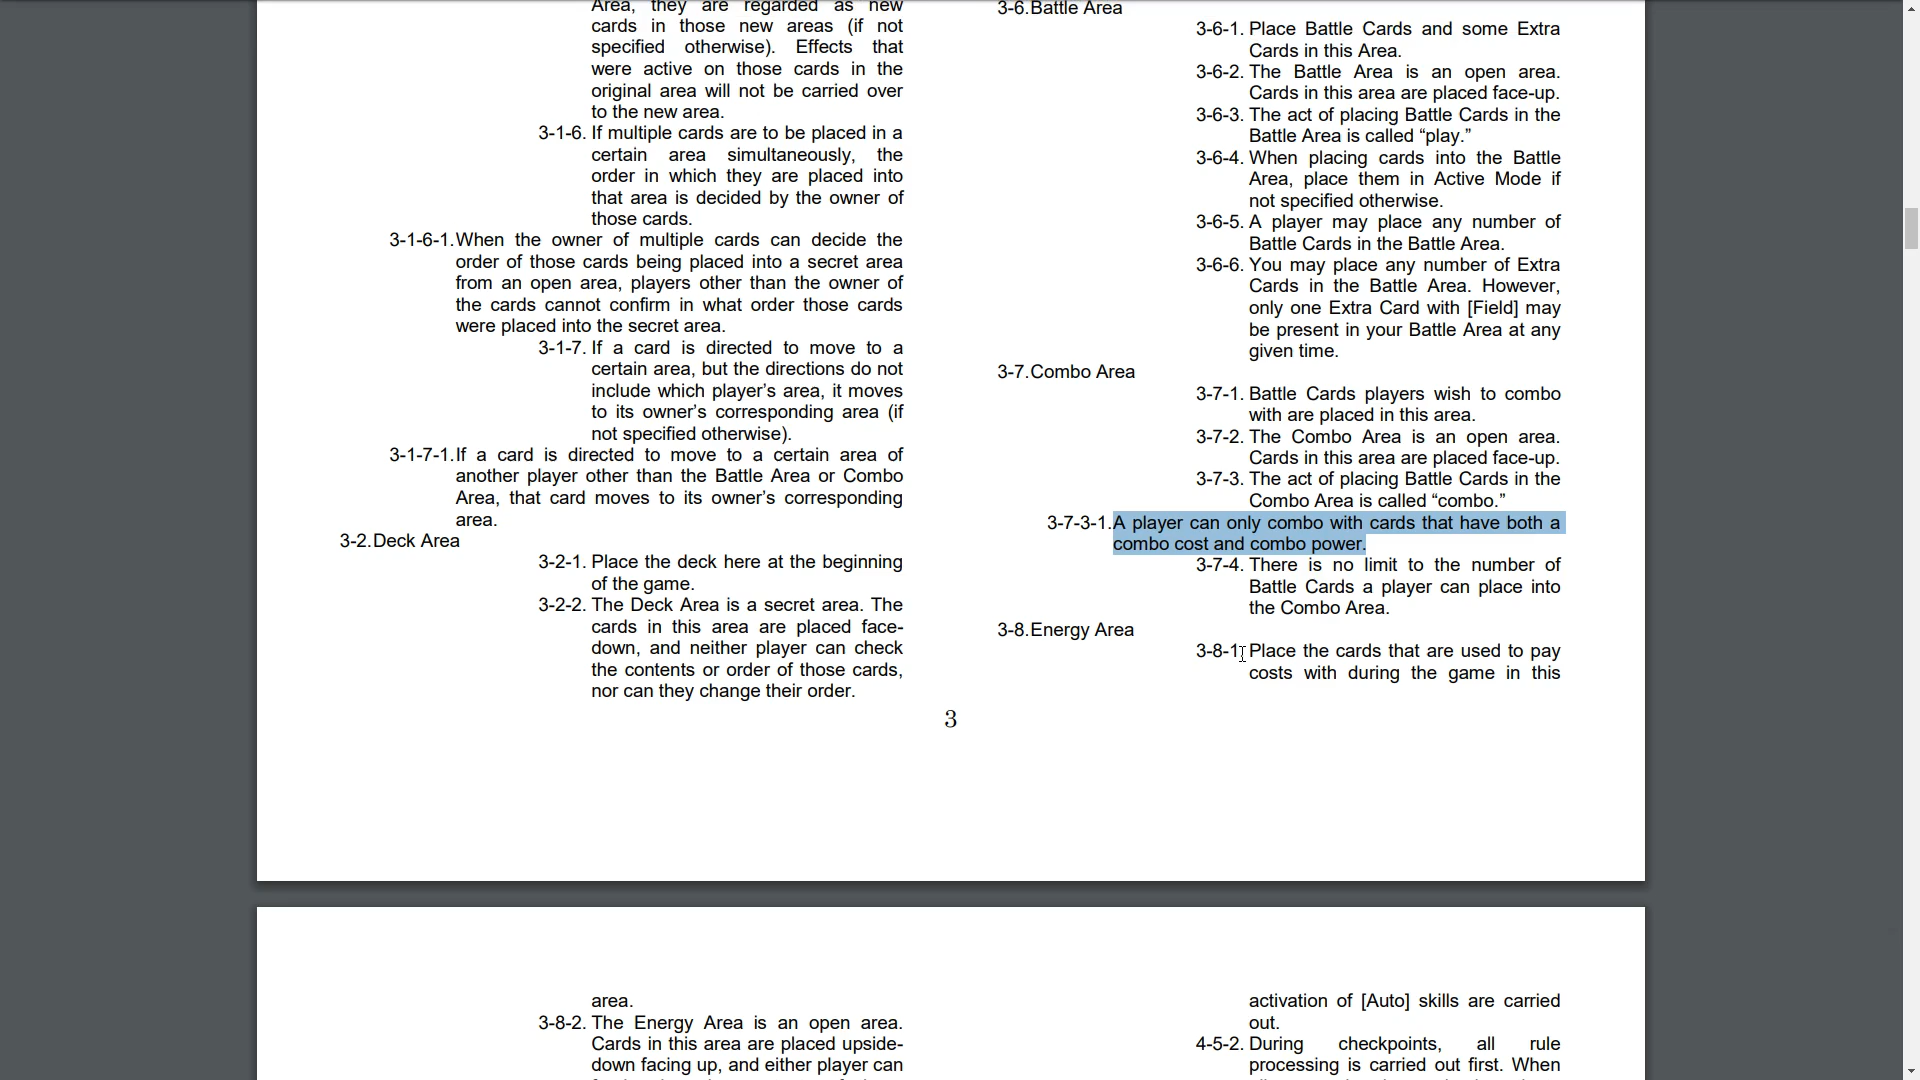 Area, they are regarded as new
cards in those new areas (if not
specified otherwise). Effects that
were active on those cards in the
original area will not be carried over
to the new area.
3-1-6. If multiple cards are to be placed in a
certain area simultaneously, the
order in which they are placed into
that area is decided by the owner of
those cards.
3-1-6-1.When the owner of multiple cards can decide the
order of those cards being placed into a secret area
from an open area, players other than the owner of
the cards cannot confirm in what order those cards
were placed into the secret area.
3-1-7. If a card is directed to move to a
certain area, but the directions do not
include which player’s area, it moves
to its owner’s corresponding area (if
not specified otherwise).
3-1-7-1.If a card is directed to move to a certain area of
another player other than the Battle Area or Combo
Area, that card moves to its owner’s corresponding
area.
3-2.Deck Area
3-2-1. Place the deck here at the beginning
of the game.
3-2-2. The Deck Area is a secret area. The
cards in this area are placed face-
down, and neither player can check
the contents or order of those cards,
nor can they change their order.
3-6.Battle Area
3-6-1. Place Battle Cards and some Extra
Cards in this Area.
3-6-2. The Battle Area is an open area.
Cards in this area are placed face-up.
3-6-3. The act of placing Battle Cards in the
Battle Area is called “play.”
3-6-4. When placing cards into the Battle
Area, place them in Active Mode if
not specified otherwise.
3-6-5. A player may place any number of
Battle Cards in the Battle Area.
3-6-6. You may place any number of Extra
Cards in the Battle Area. However,
only one Extra Card with [Field] may
be present in your Battle Area at any
given time.
3-7.Combo Area
3-7-1. Battle Cards players wish to combo
with are placed in this area.
3-7-2. The Combo Area is an open area.
Cards in this area are placed face-up.
3-7-3. The act of placing Battle Cards in the
Combo Area is called “combo.”
3-7-3-1.A player can only combo with cards that have both a
combo cost and combo power.
3-7-4. There is no limit to the number of
Battle Cards a player can place into
the Combo Area.
3-8.Energy Area
3-8-1. Place the cards that are used to pay
costs with during the game in this
3
area.
3-8-2. The Energy Area is an open area.
Cards in this area are placed upside-
down facing up, and either player can
activation of [Auto] skills are carried
out.
4-5-2. During checkpoints, all rule
processing is carried out first. When